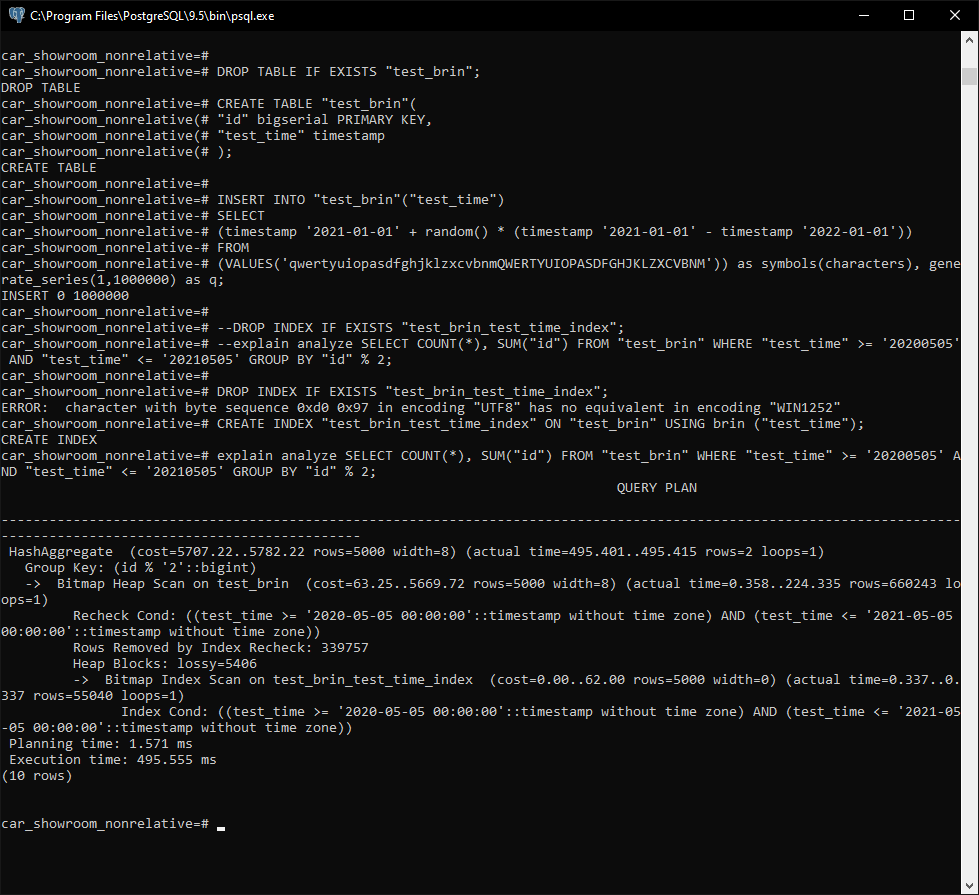 C:\Program Files\PostgreSQL\9.5\bin\psql.exe
car_showroom_nonrelative=#
car_showroom_nonrelative=# DROP TABLE IF EXISTS "test_brin";
DROP TABLE
car_showroom_nonrelative=# CREATE TABLE "test_brin"(
car_showroom_nonrelative(# "id" bigserial PRIMARY KEY,
car_showroom_nonrelative(# "test_time" timestamp
car_showroom_nonrelative(# );
CREATE TABLE
car_showroom_nonrelative=#
car_showroom_nonrelative=# INSERT INTO "test_brin"("test_time")
car_showroom_nonrelative-# SELECT
car_showroom_nonrelative-# (timestamp '2021-01-01' + random() * (timestamp '2021-01-01' - timestamp '2022-01-01'))
car_showroom_nonrelative-# FROM
car_showroom_nonrelative-# (VALUES('qwertyuiopasdfghjklzxcvbnmQWERTYUIOPASDFGHJKLZXCVBNM')) as symbols(characters), gene
rate_series(1,1000000) as q;
INSERT 0 1000000
car_showroom_nonrelative=#
car_showroom_nonrelative=# --DROP INDEX IF EXISTS "test_brin_test_time_index";
car_showroom_nonrelative=# --explain analyze SELECT COUNT(*), SUM("id") FROM "test_brin" WHERE "test_time" >= '20200505'
 AND "test_time" <= '20210505' GROUP BY "id" % 2;
car_showroom_nonrelative=#
car_showroom_nonrelative=# DROP INDEX IF EXISTS "test_brin_test_time_index";
ERROR:  character with byte sequence 0xd0 0x97 in encoding "UTF8" has no equivalent in encoding "WIN1252"
car_showroom_nonrelative=# CREATE INDEX "test_brin_test_time_index" ON "test_brin" USING brin ("test_time");
CREATE INDEX
car_showroom_nonrelative=# explain analyze SELECT COUNT(*), SUM("id") FROM "test_brin" WHERE "test_time" >= '20200505' A
ND "test_time" <= '20210505' GROUP BY "id" % 2;
QUERY PLAN
------------------------------------------------------------------------------------------------------------------------
---------------------------------------------
 HashAggregate  (cost=5707.22..5782.22 rows=5000 width=8) (actual time=495.401..495.415 rows=2 loops=1)
   Group Key: (id % '2'::bigint)
   ->  Bitmap Heap Scan on test_brin  (cost=63.25..5669.72 rows=5000 width=8) (actual time=0.358..224.335 rows=660243 lo
ops=1)
         Recheck Cond: ((test_time >= '2020-05-05 00:00:00'::timestamp without time zone) AND (test_time <= '2021-05-05
00:00:00'::timestamp without time zone))
         Rows Removed by Index Recheck: 339757
         Heap Blocks: lossy=5406
         ->  Bitmap Index Scan on test_brin_test_time_index  (cost=0.00..62.00 rows=5000 width=0) (actual time=0.337..0.
337 rows=55040 loops=1)
               Index Cond: ((test_time >= '2020-05-05 00:00:00'::timestamp without time zone) AND (test_time <= '2021-05
-05 00:00:00'::timestamp without time zone))
 Planning time: 1.571 ms
 Execution time: 495.555 ms
(10 rows)
car_showroom_nonrelative=#